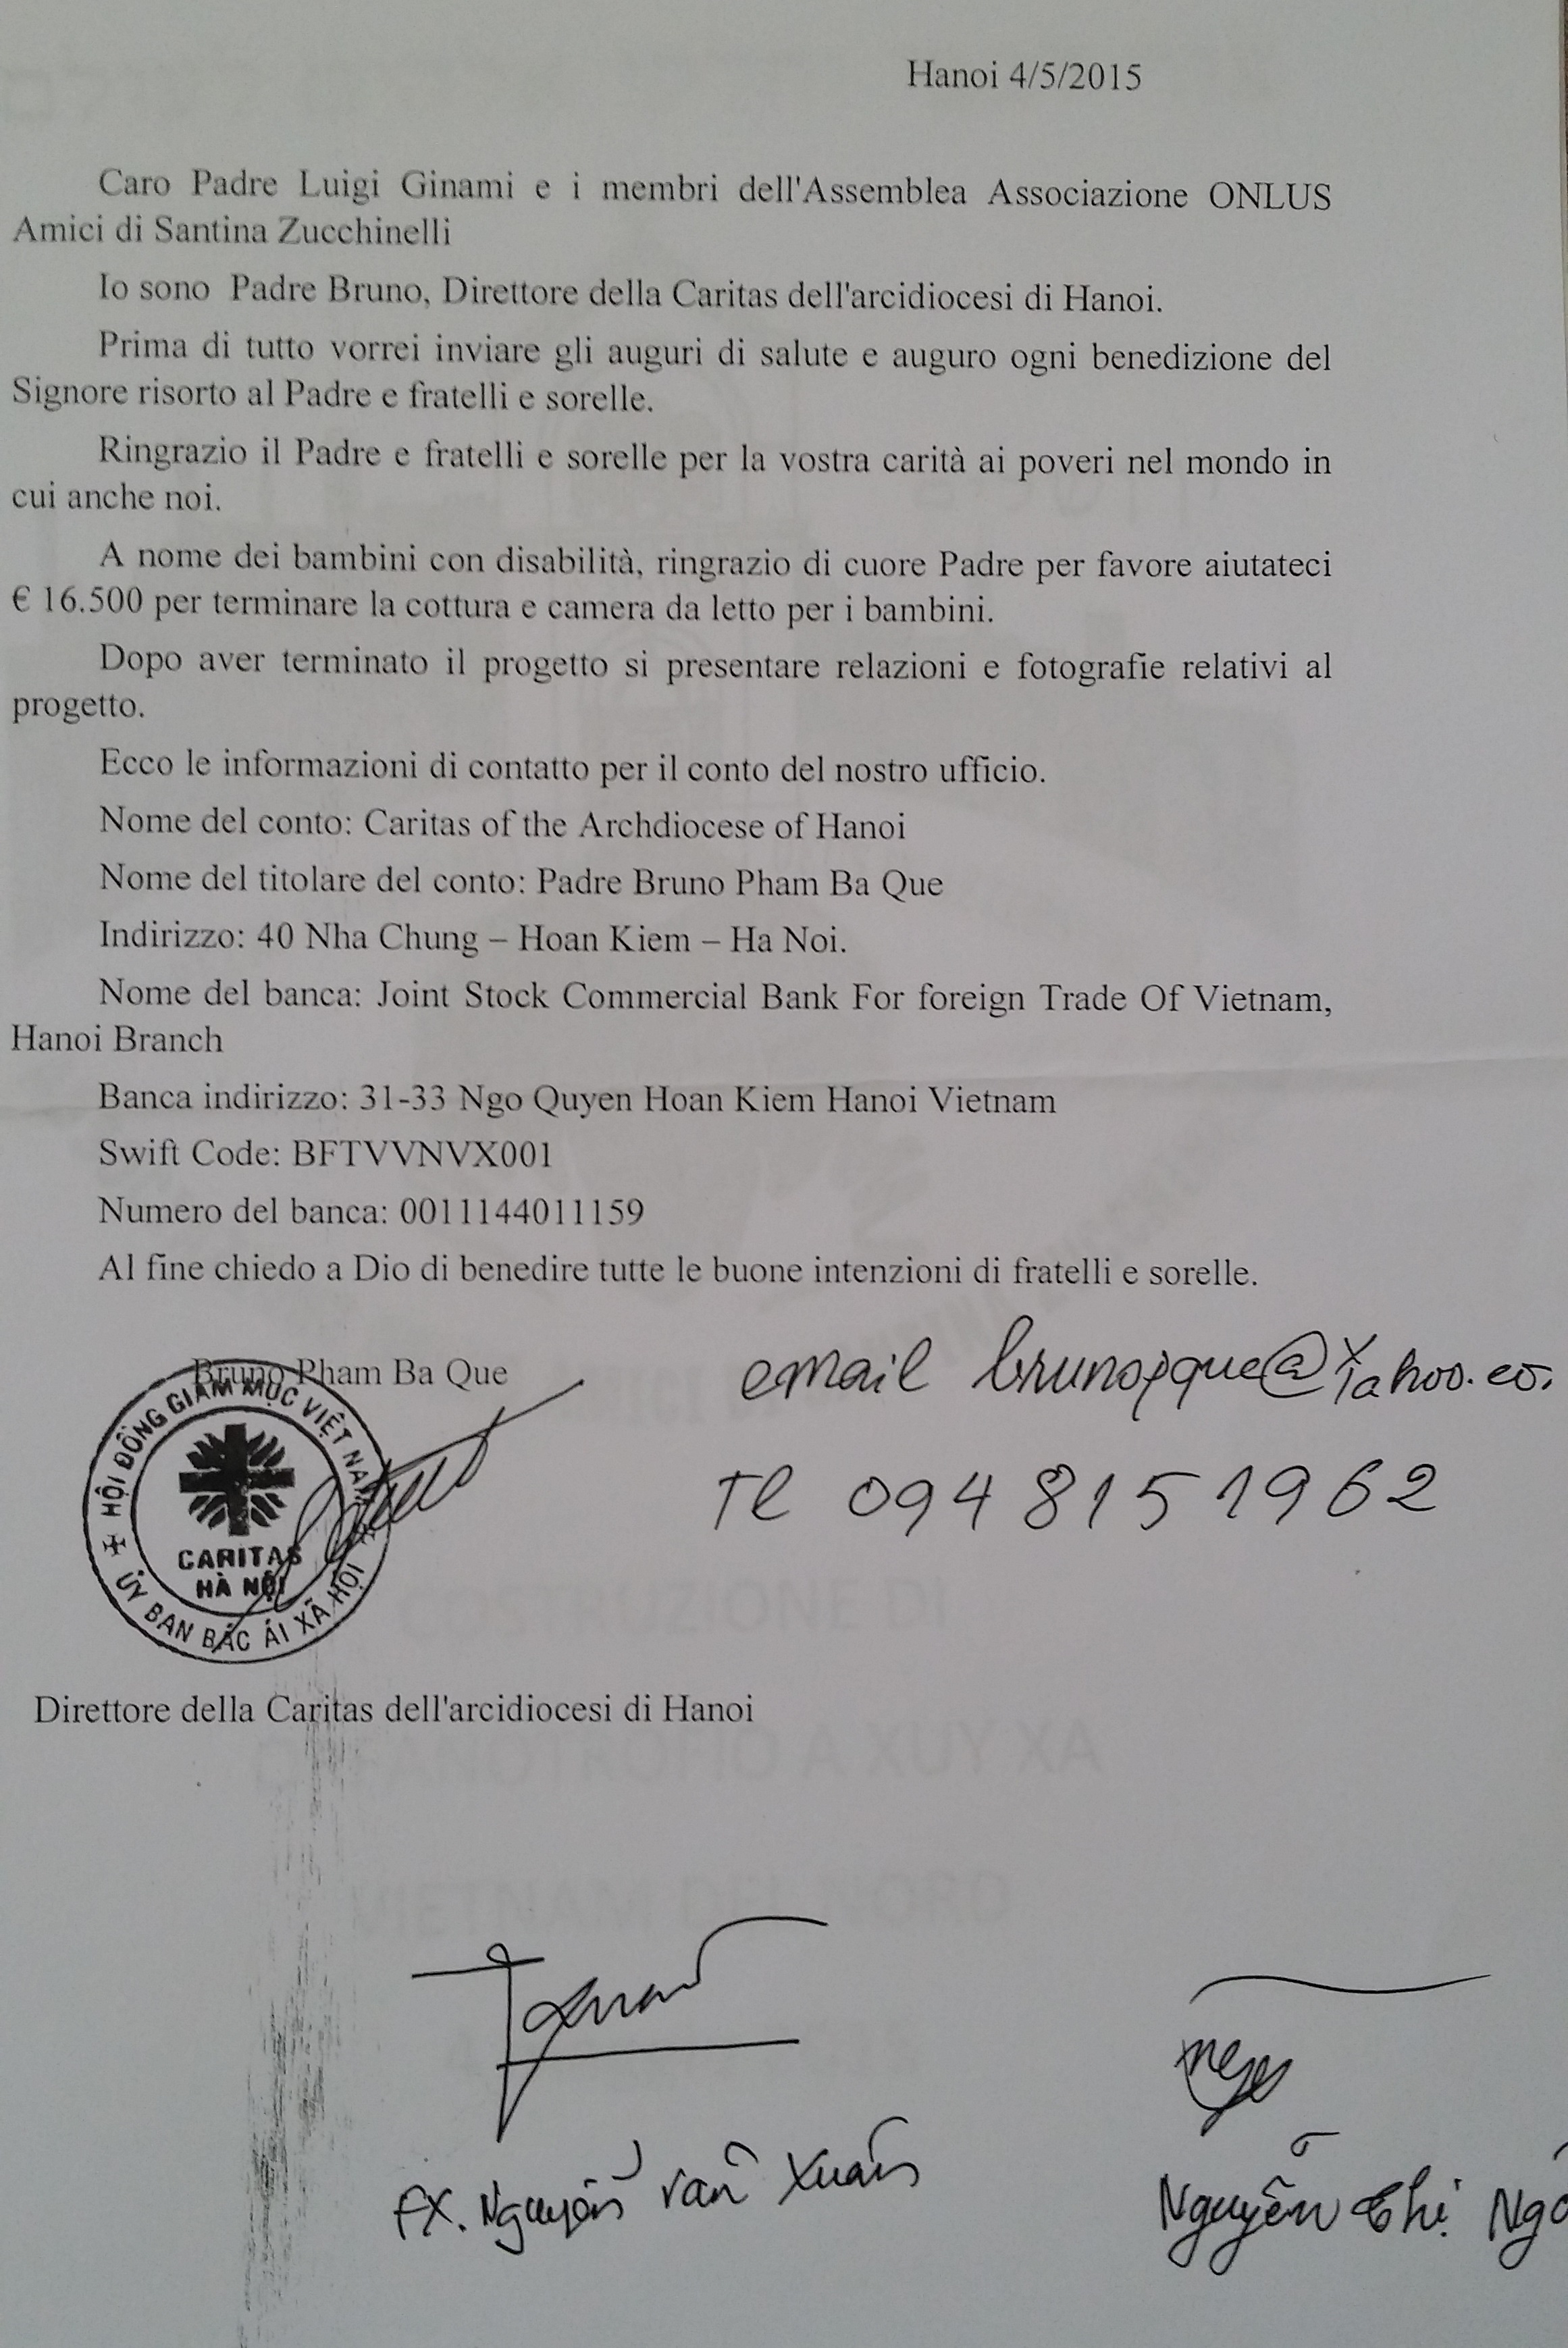 Hanoi 4/5/2015
Caro Padre Luigi Ginami e i membri dell'Assemblea Associazione ONLUS
Amici di Santina Zucchinelli
Io sono Padre Bruno, Direttore della Caritas dell'arcidiocesi di Hanoi.
Prima di tutto vorrei inviare gli auguri di salute e auguro ogni benedizione del
Signore risorto al Padre e fratelli e sorelle.
Ringrazio il Padre e fratelli e sorelle per la vostra carità ai poveri nel mondo in
cui anche noi.
A nome dei bambini con disabilità, ringrazio di cuore Padre per favore aiutateci
€ 16.500 per terminare la cottura e camera da letto per i bambini.
Dopo aver terminato il progetto si presentare relazioni e fotografie relativi al
progetto.
Ecco le informazioni di contatto per il conto del nostro ufficio.
Nome del conto: Caritas of the Archdiocese of Hanoi
Nome del titolare del conto: Padre Bruno Pham Ba Que
Indirizzo: 40 Nha Chung – Hoan Kiem – Ha Noi.
Nome del banca: Joint Stock Commercial Bank For foreign Trade Of Vietnam,
Hanoi Branch
Banca indirizzo: 31-33 Ngo Quyen Hoan Kiem Hanoi Vietnam
Swift Code: BFTVVNVX001
Numero del banca: 0011144011159
Al fine chiedo a Dio di benedire tutte le buone intenzioni di fratelli e sorelle.
Bruno Pham Ba Que
email
Tl 094 8151962
HỘI ĐỒNG GIÁM MỤC VIỆT NAM
CARITAS
HÀ NỘI
ỦY BAN BÁC ÁI XÃ HỘI
Direttore della Caritas dell'arcidiocesi di Hanoi
VIETNAM DEL NORD
FX. Nguyễn Văn Xuân
Nguyễn Thị